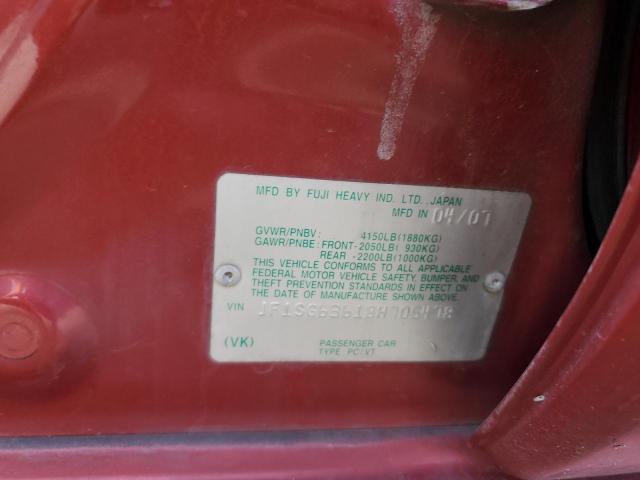 MFD BY FUJI HEAVY IND. LTD. JAPAN
MFD IN 04/07
GVWR/PNBV: 4150LB(1880KG)
GAWR/PNBE: FRONT-2050LB( 930KG)
REAR -2200LB(1000KG)
THIS VEHICLE CONFORMS TO ALL APPLICABLE
FEDERAL MOTOR VEHICLE SAFETY, BUMPER, AND
THEFT PREVENTION STANDARDS IN EFFECT ON
THE DATE OF MANUFACTURE SHOWN ABOVE.
VIN
(VK) PASSENGER CAR
TYPE PC/VT